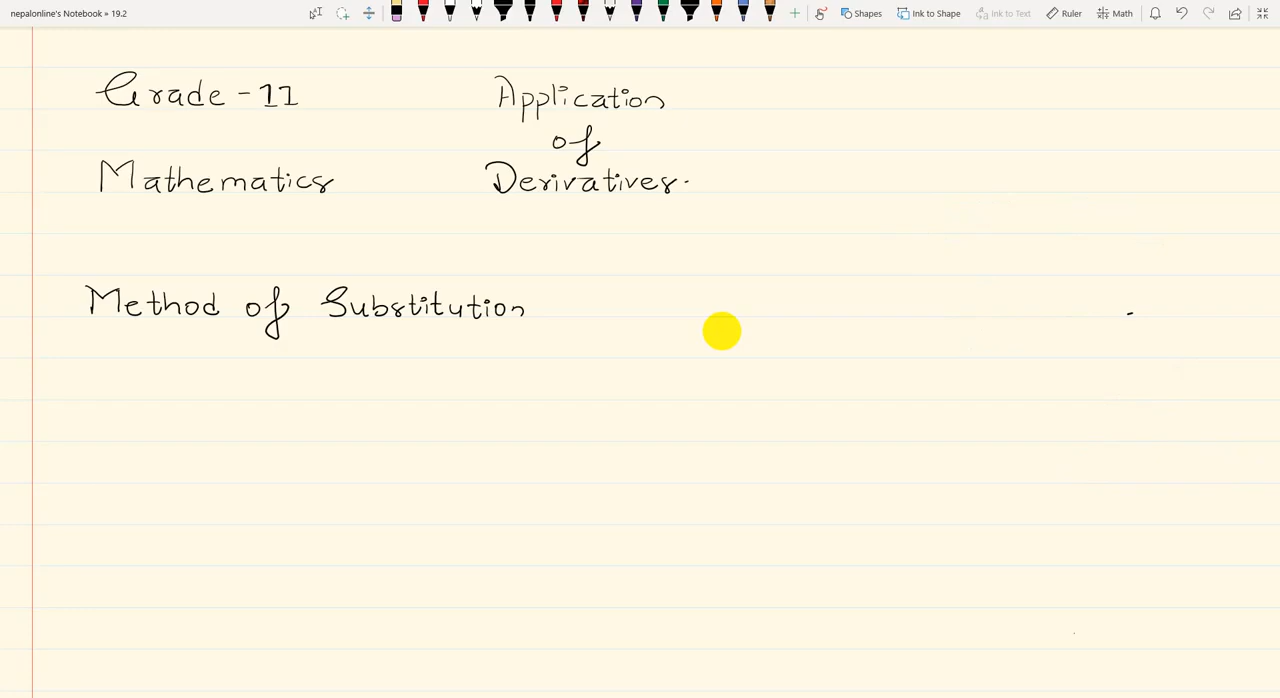 nepalonline's Notebook » 19.2
Shapes Ink to Shape Ink to Text Ruler Math
Grade - 11
Application
of
Mathematics Derivatives.
Method of Substitution